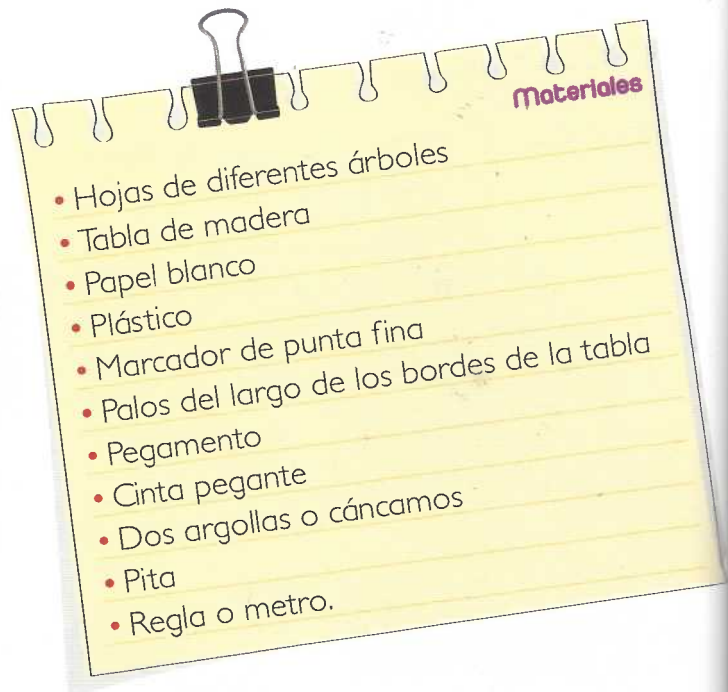 Materiales
• Hojas de diferentes árboles
• Tabla de madera
• Papel blanco
• Plástico
• Marcador de punta fina
• Palos del largo de los bordes de la tabla
• Pegamento
• Cinta pegante
• Dos argollas o cáncamos
• Pita
• Regla o metro.